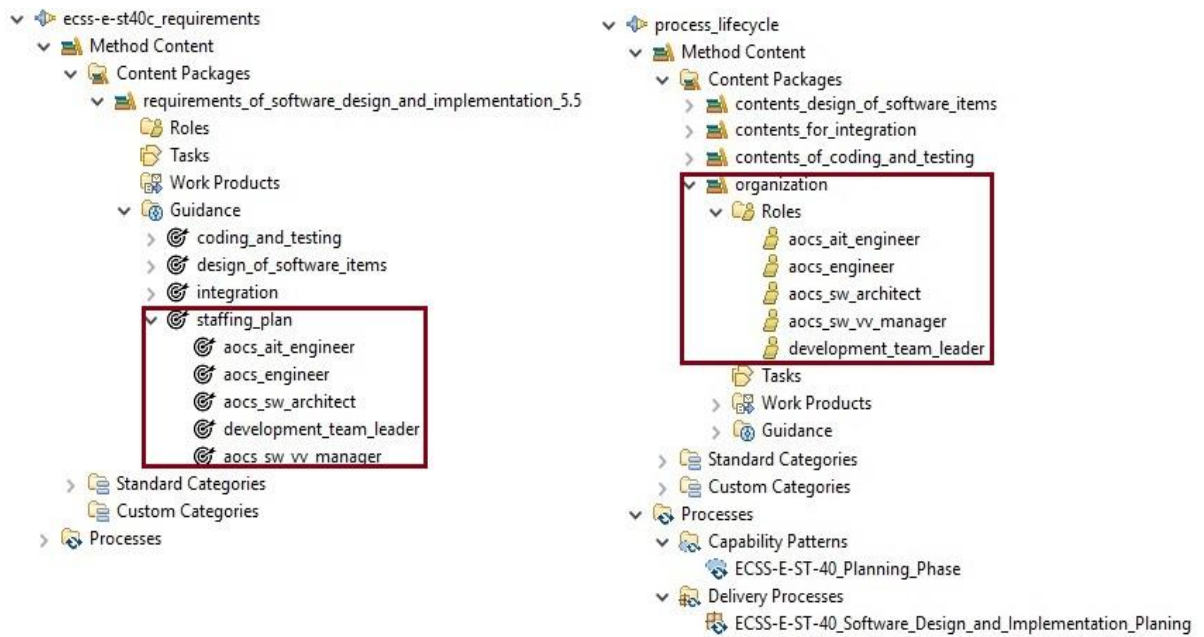 ecss-e-st40c_requirements
Method Content
Content Packages
requirements_of_software_design_and_implementation_5.5
Roles
Tasks
Work Products
Guidance
coding_and_testing
design_of_software_items
integration
staffing_plan
aocs_ait_engineer
aocs_engineer
aocs_sw_architect
development_team_leader
aocs_sw_vv_manager
Standard Categories
Custom Categories
Processes
process_lifecycle
Method Content
Content Packages
contents_design_of_software_items
contents_for_integration
contents_of_coding_and_testing
organization
Roles
aocs_ait_engineer
aocs_engineer
aocs_sw_architect
aocs_sw_vv_manager
development_team_leader
Tasks
Work Products
Guidance
Standard Categories
Custom Categories
Processes
Capability Patterns
ECSS-E-ST-40_Planning_Phase
Delivery Processes
ECSS-E-ST-40_Software_Design_and_Implementation_Planing